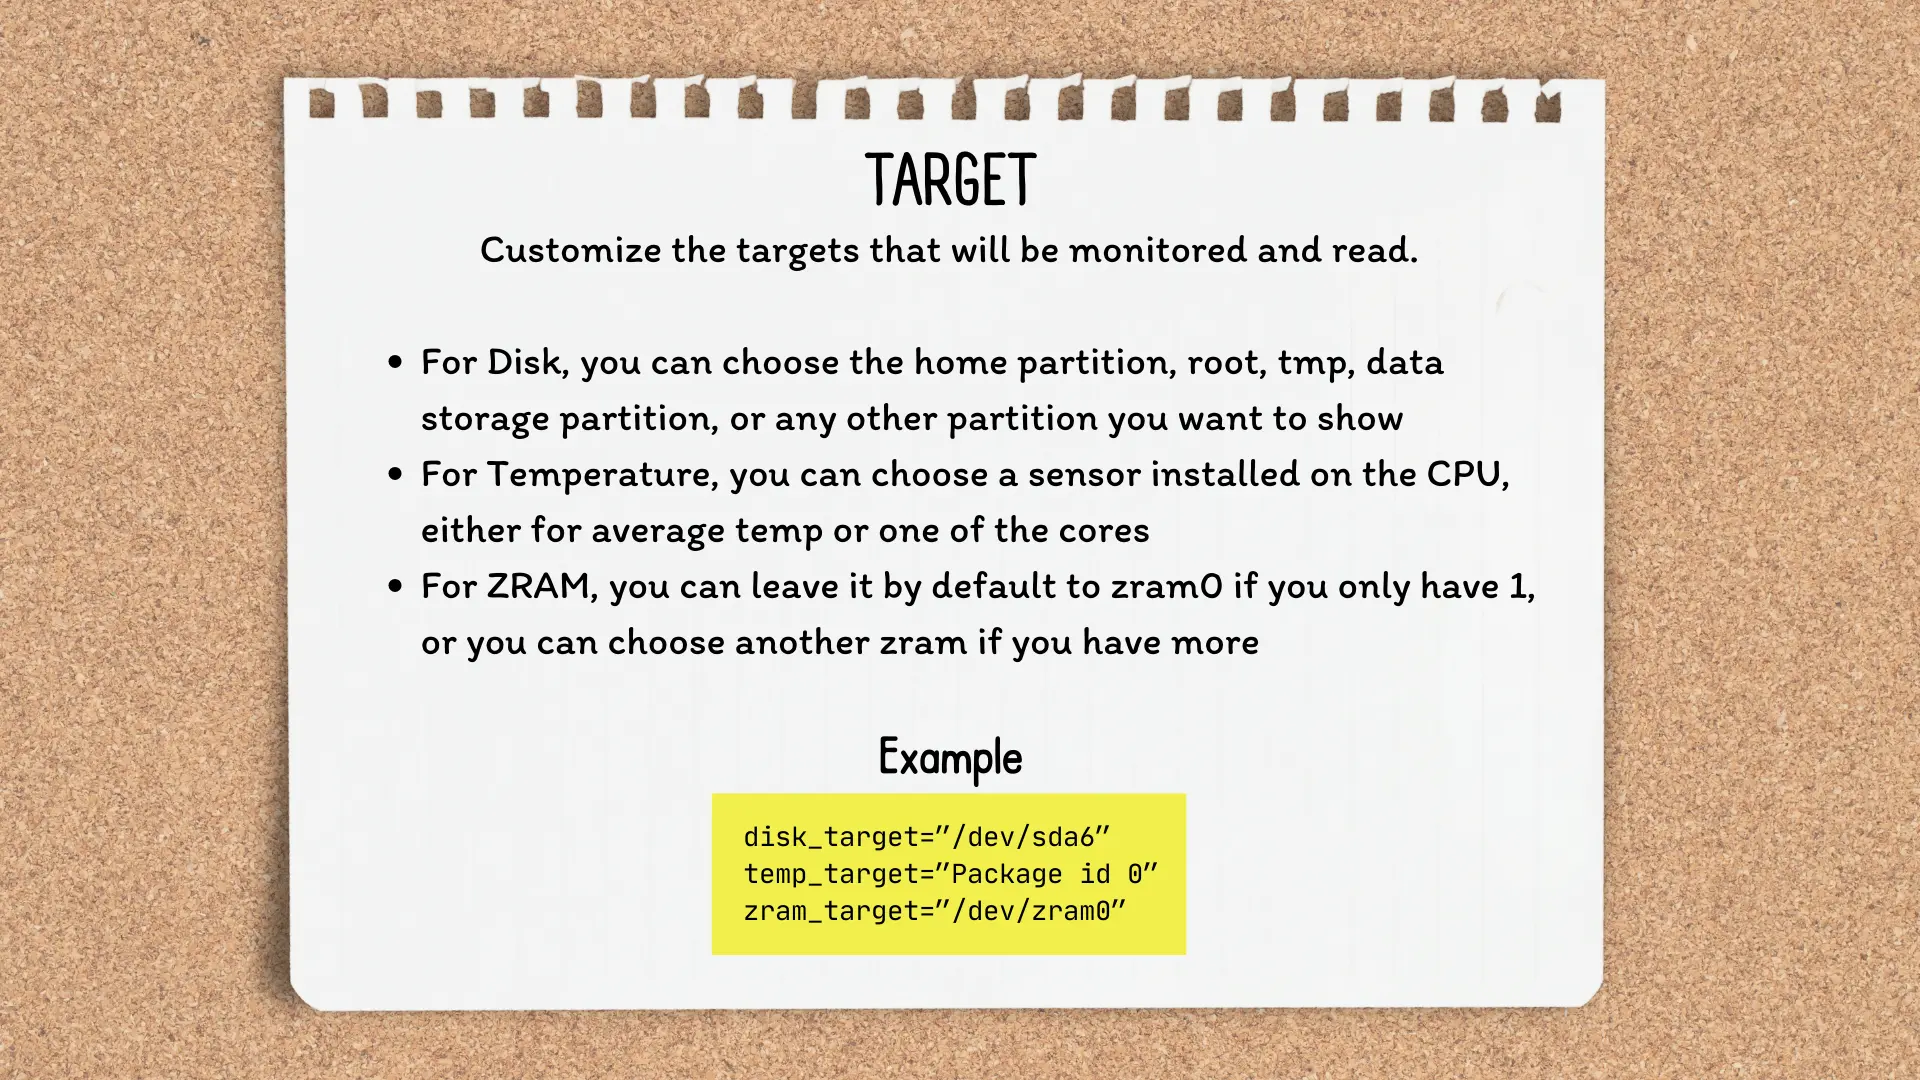 TARGET
Customize the targets that will be monitored and read.
• For Disk, you can choose the home partition, root, tmp, data
storage partition, or any other partition you want to show
• For Temperature, you can choose a sensor installed on the CPU,
either for average temp or one of the cores
• For ZRAM, you can leave it by default to zram0 if you only have 1,
or you can choose another zram if you have more
Example
disk_target=”/dev/sda6”
temp_target=”Package id 0”
zram_target=”/dev/zram0”